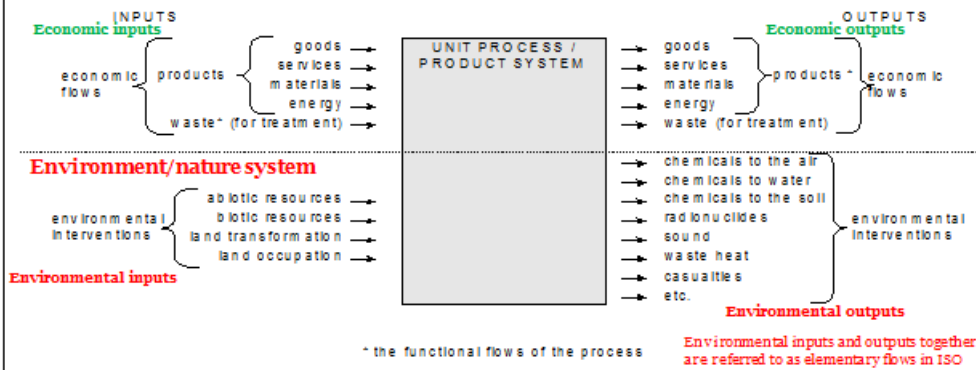 INPUTS
Economic inputs
OUTPUTS
Economic outputs
economic
flows
products
goods
services
materials
energy
waste* (for treatment)
UNIT PROCESS /
PRODUCT SYSTEM
goods
services
materials
energy
waste (for treatment)
products *
economic
flows
Environment/nature system
environmental
interventions
abiotic resources
biotic resources
land transformation
land occupation
Environmental inputs
chemicals to the air
chemicals to water
chemicals to the soil
radionuclides
sound
waste heat
casualties
etc.
environmental
interventions
Environmental outputs
* the functional flows of the process
Environmental inputs and outputs together
are referred to as elementary flows in ISO